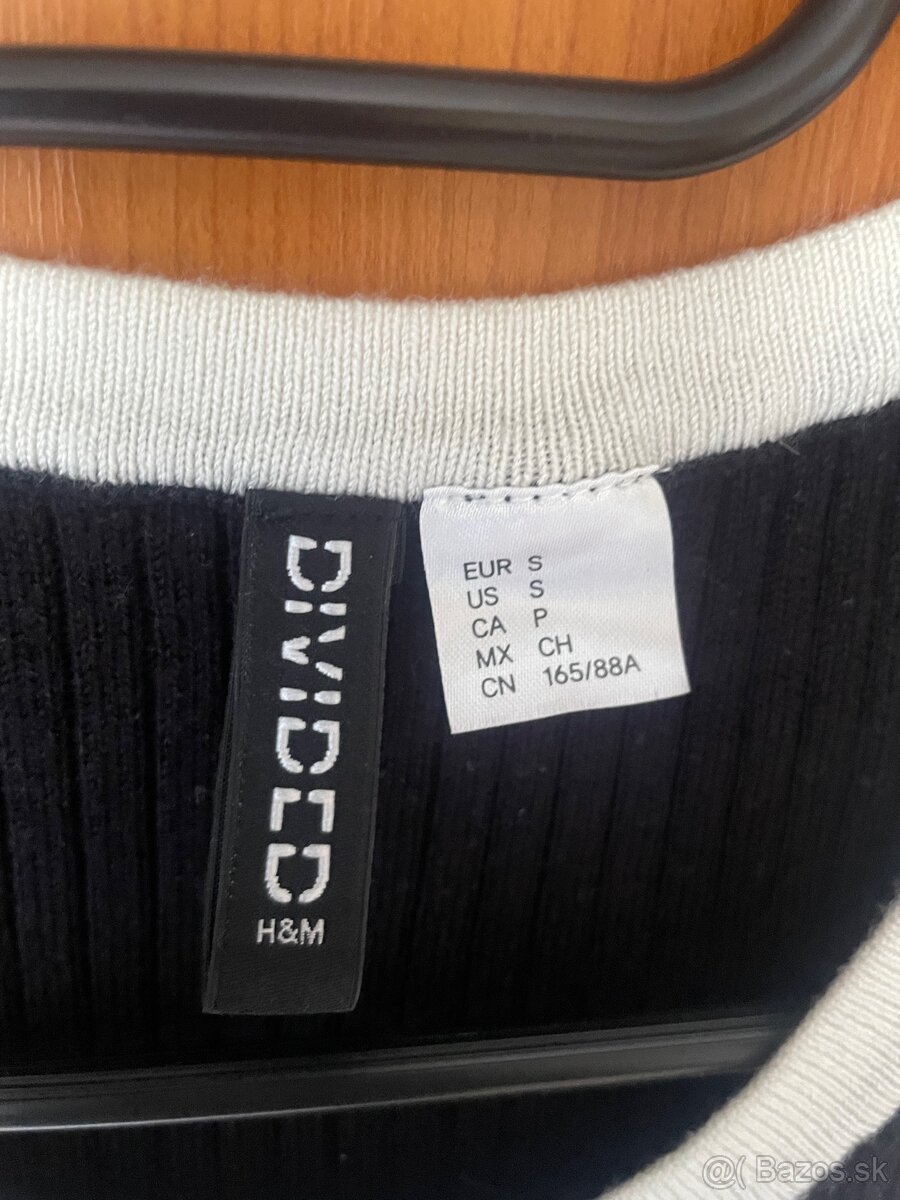 DIVIDED
H&M
EUR S
US S
CA P
MX CH
CN 165/88A
@( Bazos.sk